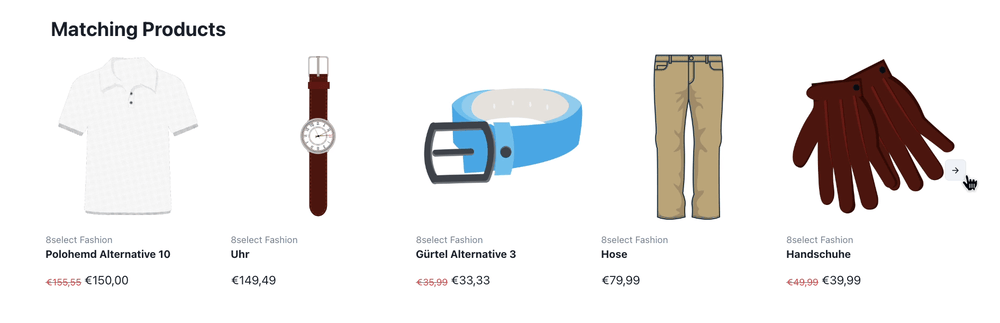 Matching Products
8select Fashion
Polohemd Alternative 10
€155,55 €150,00
8select Fashion
Uhr
€149,49
8select Fashion
Gürtel Alternative 3
€35,99 €33,33
8select Fashion
Hose
€79,99
8select Fashion
Handschuhe
€49,99 €39,99